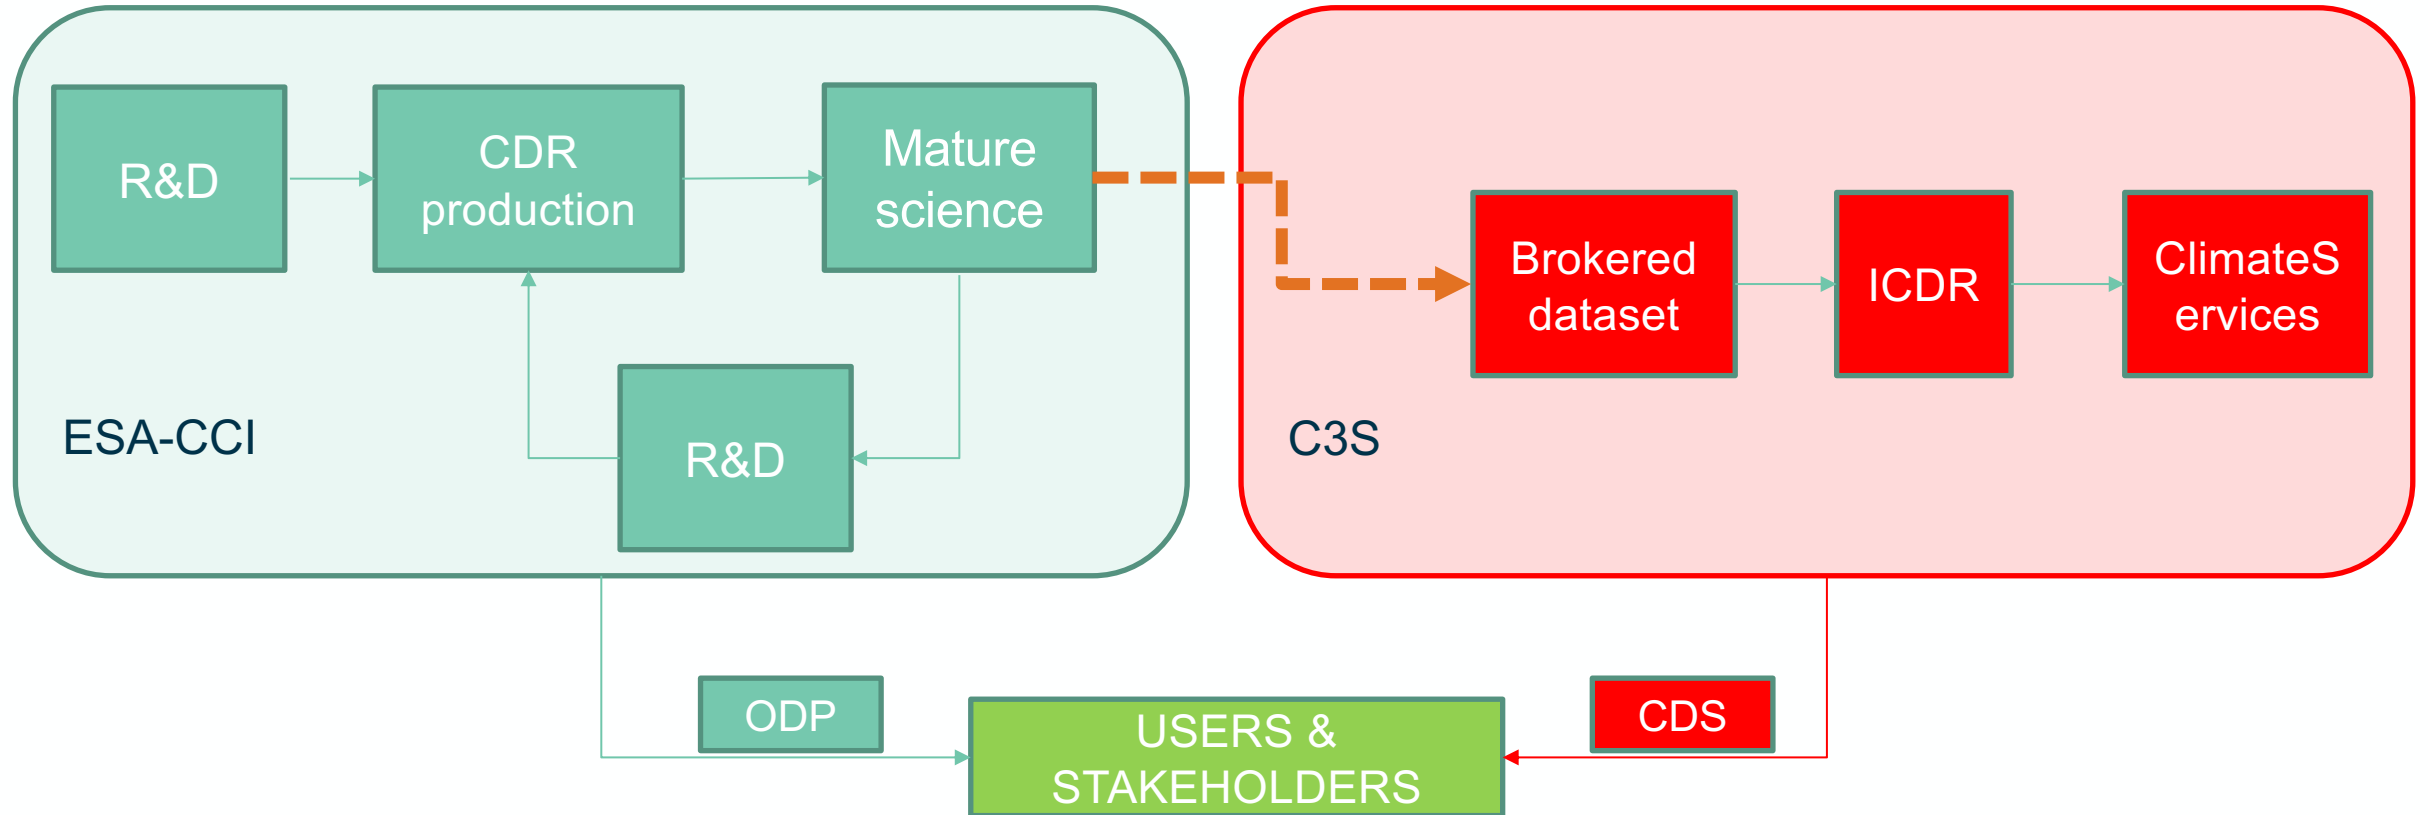 R&D
CDR
production
Mature
science
R&D
ESA-CCI
Brokered
dataset
ICDR
ClimateS
ervices
C3S
ODP
USERS &
STAKEHOLDERS
CDS